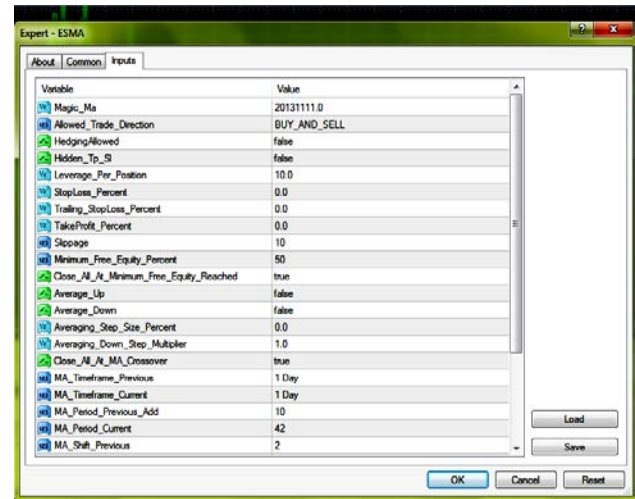 Expert - ESMA
About Common Inputs
Variable Value
Magic_Ma 20131111.0
Allowed_Trade_Direction BUY_AND_SELL
HedgingAllowed false
Hidden_Tp_Sl false
Leverage_Per_Position 10.0
StopLoss_Percent 0.0
Trailing_StopLoss_Percent 0.0
TakeProfit_Percent 0.0
Slippage 10
Minimum_Free_Equity_Percent 50
Close_All_At_Minimum_Free_Equity_Reached true
Average_Up false
Average_Down false
Averaging_Step_Size_Percent 0.0
Averaging_Down_Step_Multiplier 1.0
Close_All_At_MA_Crossover true
MA_Timeframe_Previous 1 Day
MA_Timeframe_Current 1 Day
MA_Period_Previous_Add 10
MA_Period_Current 42
MA_Shift_Previous 2
Load
Save
OK Cancel Reset